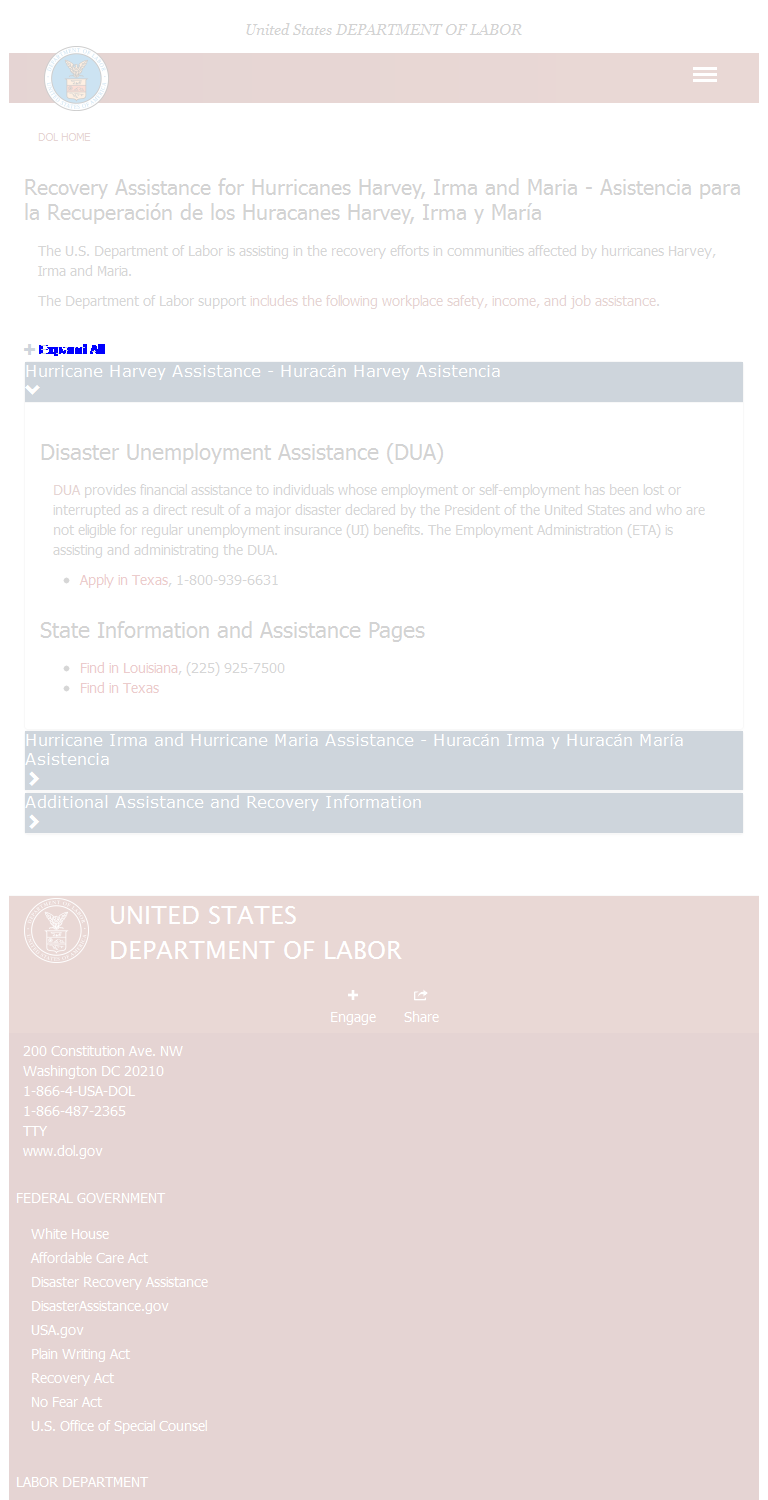 United States DEPARTMENT OF LABOR
DOL HOME
Recovery Assistance for Hurricanes Harvey, Irma and Maria - Asistencia para
la Recuperación de los Huracanes Harvey, Irma y María
The U.S. Department of Labor is assisting in the recovery efforts in communities affected by hurricanes Harvey,
Irma and Maria.
The Department of Labor support includes the following workplace safety, income, and job assistance.
Expand All
Hurricane Harvey Assistance - Huracán Harvey Asistencia
Disaster Unemployment Assistance (DUA)
DUA provides financial assistance to individuals whose employment or self-employment has been lost or
interrupted as a direct result of a major disaster declared by the President of the United States and who are
not eligible for regular unemployment insurance (UI) benefits. The Employment Administration (ETA) is
assisting and administrating the DUA.
Apply in Texas, 1-800-939-6631
State Information and Assistance Pages
Find in Louisiana, (225) 925-7500
Find in Texas
Hurricane Irma and Hurricane Maria Assistance - Huracán Irma y Huracán María
Asistencia
Additional Assistance and Recovery Information
UNITED STATES
DEPARTMENT OF LABOR
Engage Share
200 Constitution Ave. NW
Washington DC 20210
1-866-4-USA-DOL
1-866-487-2365
TTY
www.dol.gov
FEDERAL GOVERNMENT
White House
Affordable Care Act
Disaster Recovery Assistance
DisasterAssistance.gov
USA.gov
Plain Writing Act
Recovery Act
No Fear Act
U.S. Office of Special Counsel
LABOR DEPARTMENT